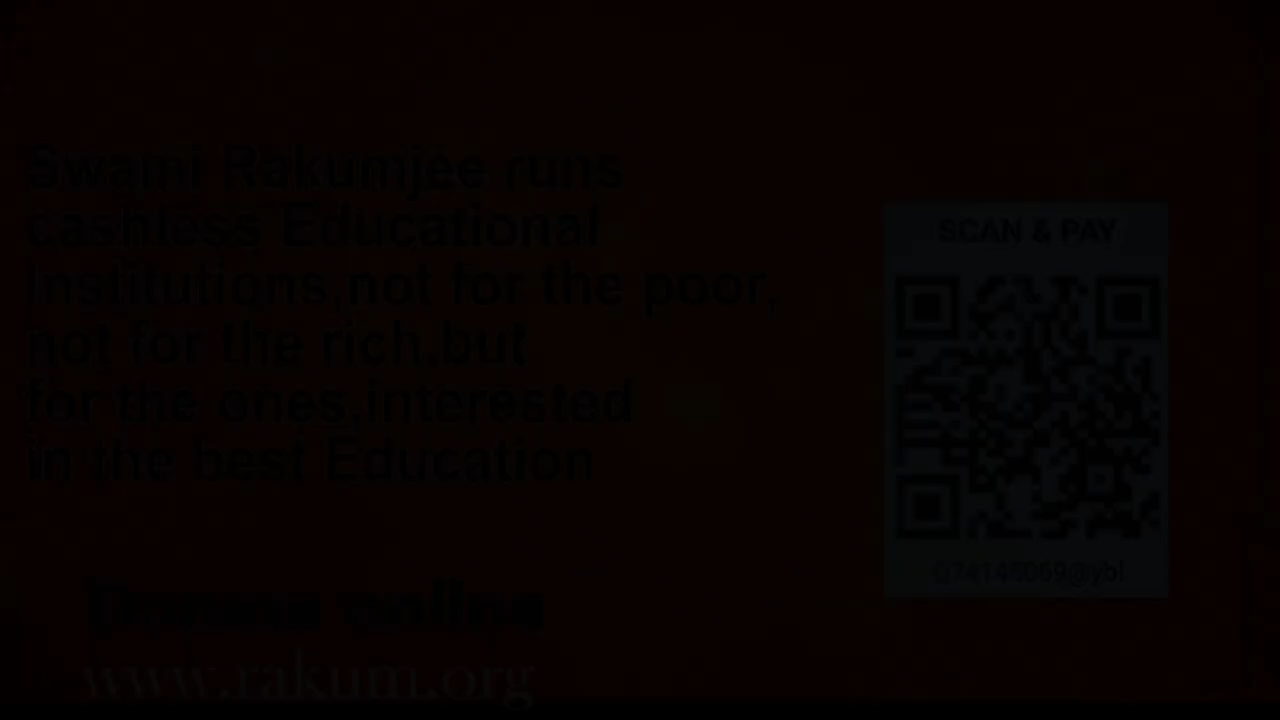 Swami Rakumjee runs
cashless Educational
Institutions,not for the poor,
not for the rich,but
for the ones,interested
in the best Education
SCAN & PAY
Donate online
www.rakum.org